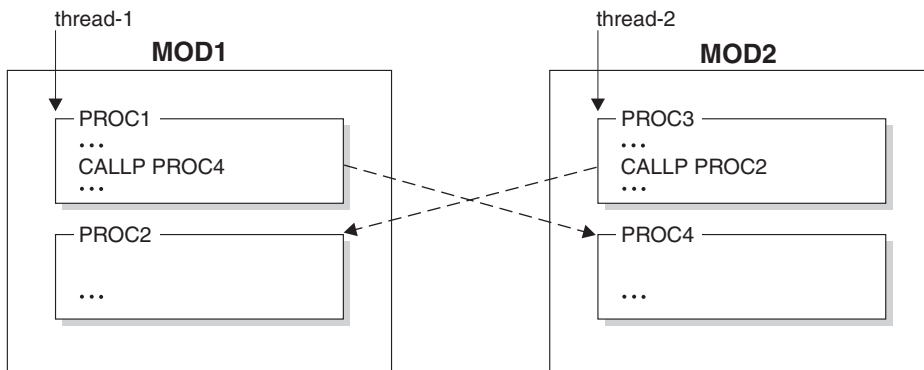 thread-1
MOD1
PROC1
...
CALLP PROC4
...
PROC2
...
thread-2
MOD2
PROC3
...
CALLP PROC2
...
PROC4
...